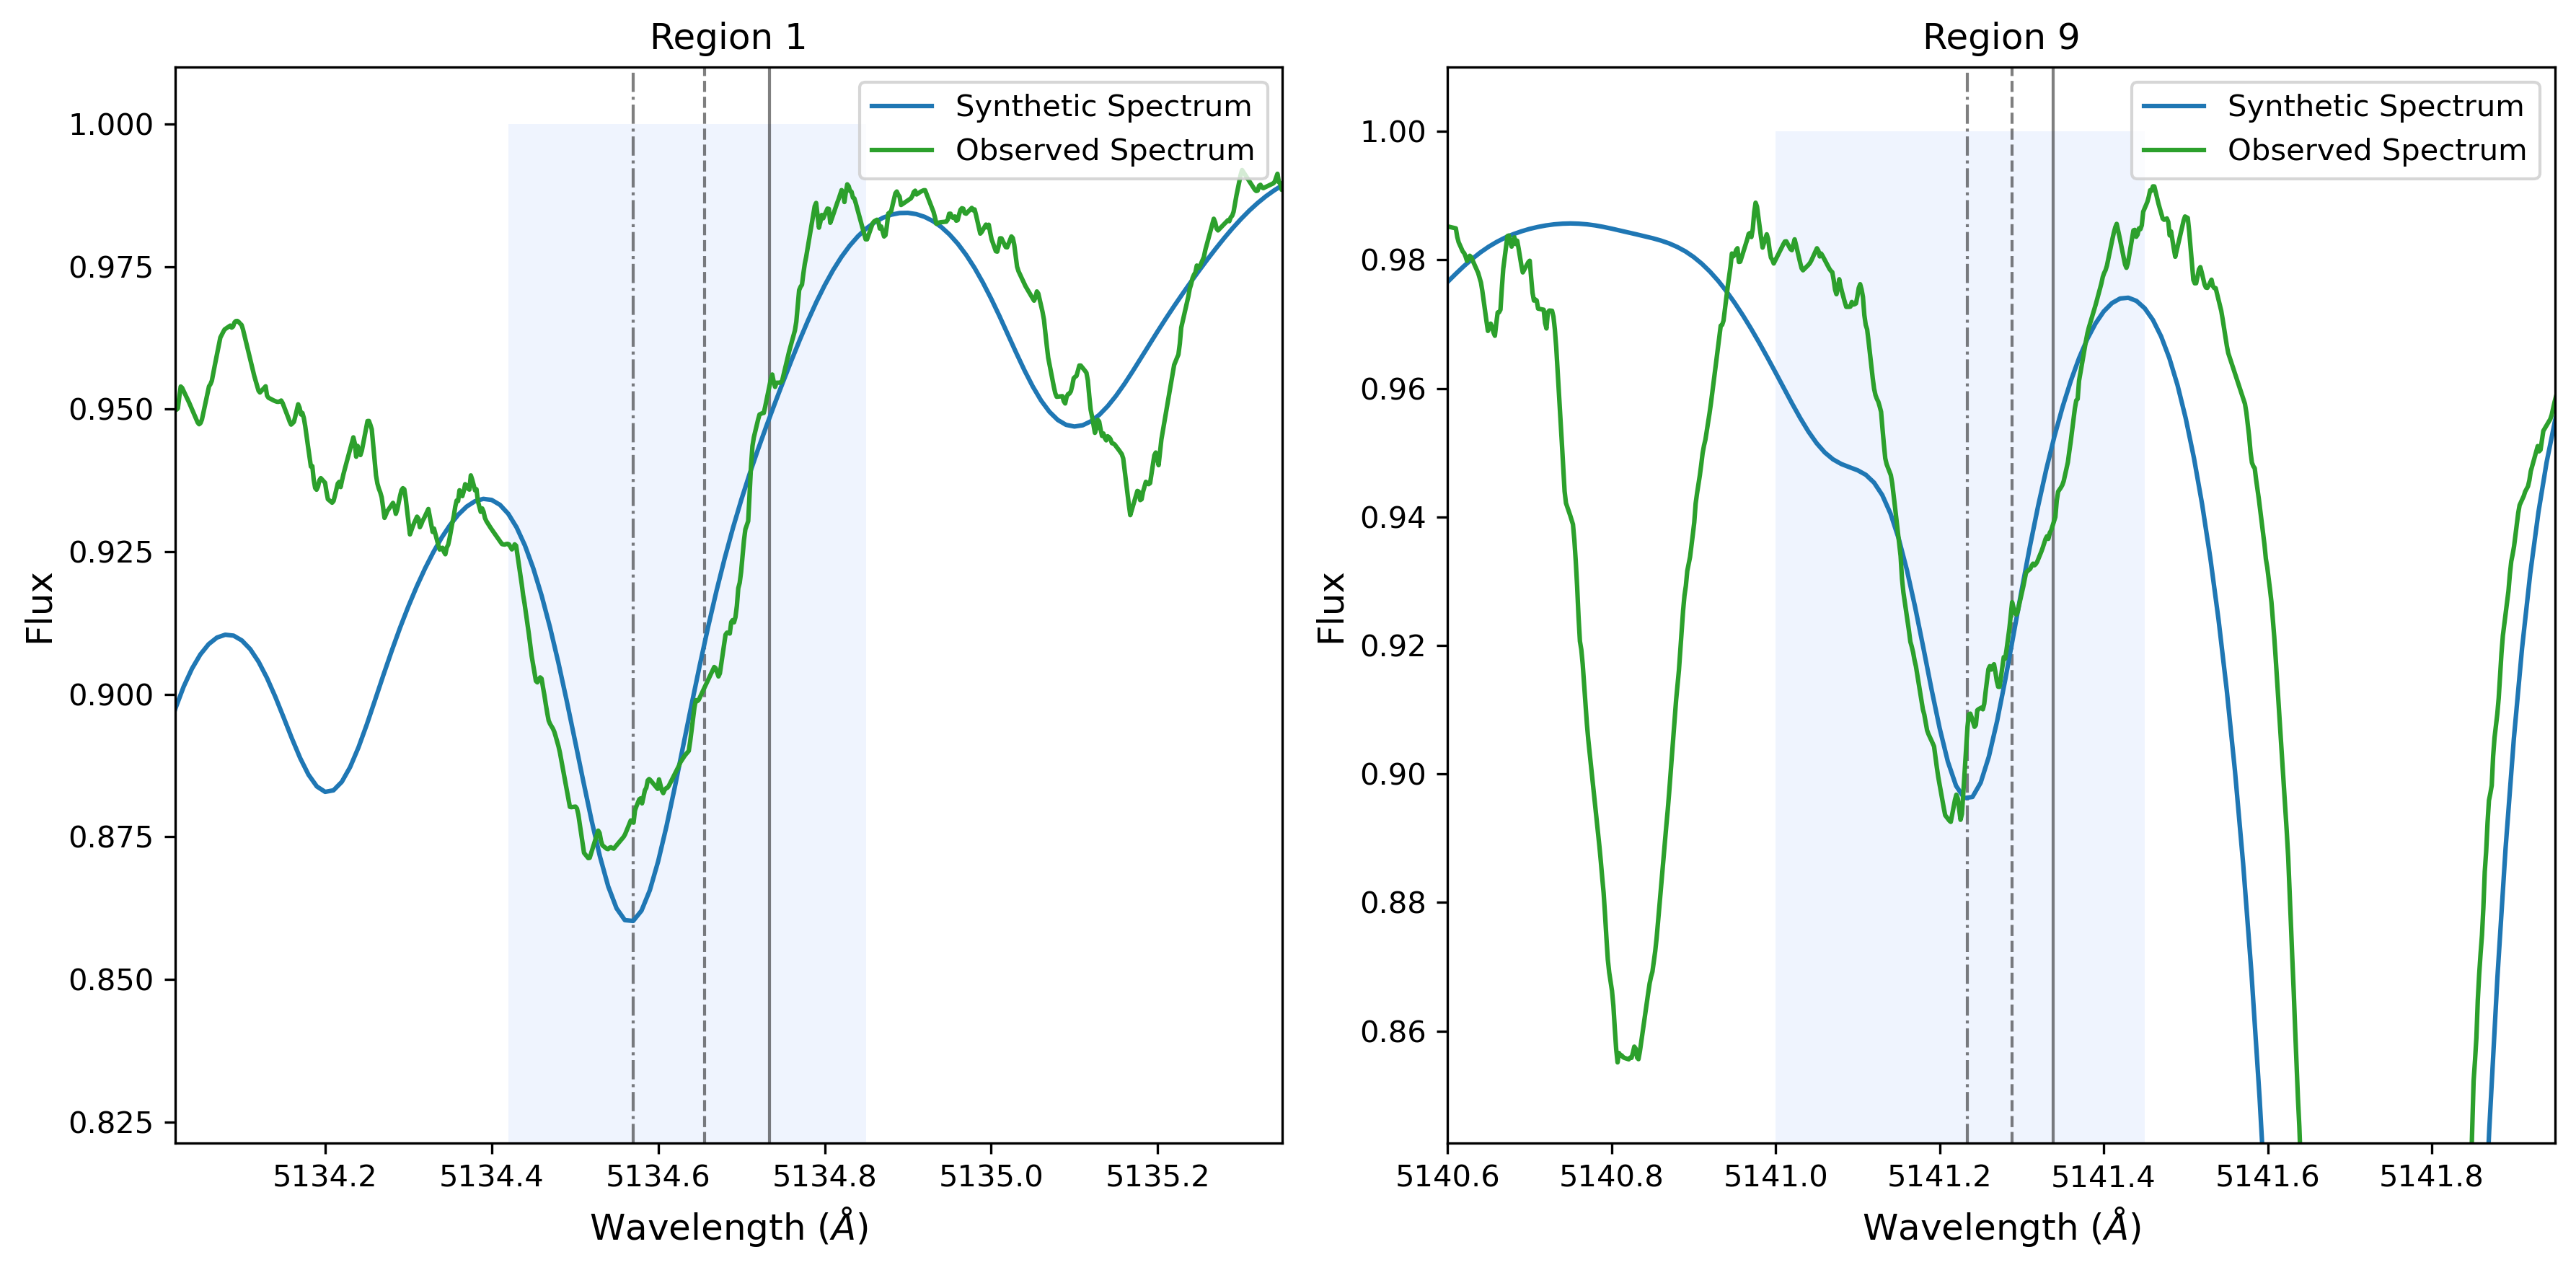 Region 1
Synthetic Spectrum
Observed Spectrum
1.000
0.975
0.950
0.925
0.900
0.875
0.850
0.825
Flux
5134.2 5134.4 5134.6 5134.8 5135.0 5135.2
Wavelength (Å)
Region 9
Synthetic Spectrum
Observed Spectrum
1.00
0.98
0.96
0.94
0.92
0.90
0.88
0.86
Flux
5140.6 5140.8 5141.0 5141.2 5141.4 5141.6 5141.8
Wavelength (Å)